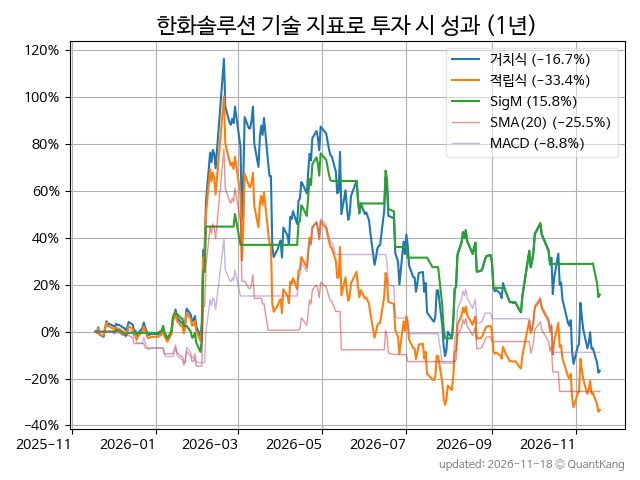 한화솔루션 기술 지표로 투자 시 성과 (1년)
120%
100%
80%
60%
40%
20%
0%
−20%
−40%
거치식 (−16.7%)
적립식 (−33.4%)
SigM (15.8%)
SMA(20) (−25.5%)
MACD (−8.8%)
2025-11 2026-01 2026-03 2026-05 2026-07 2026-09 2026-11
updated: 2026-11-18 © QuantKang